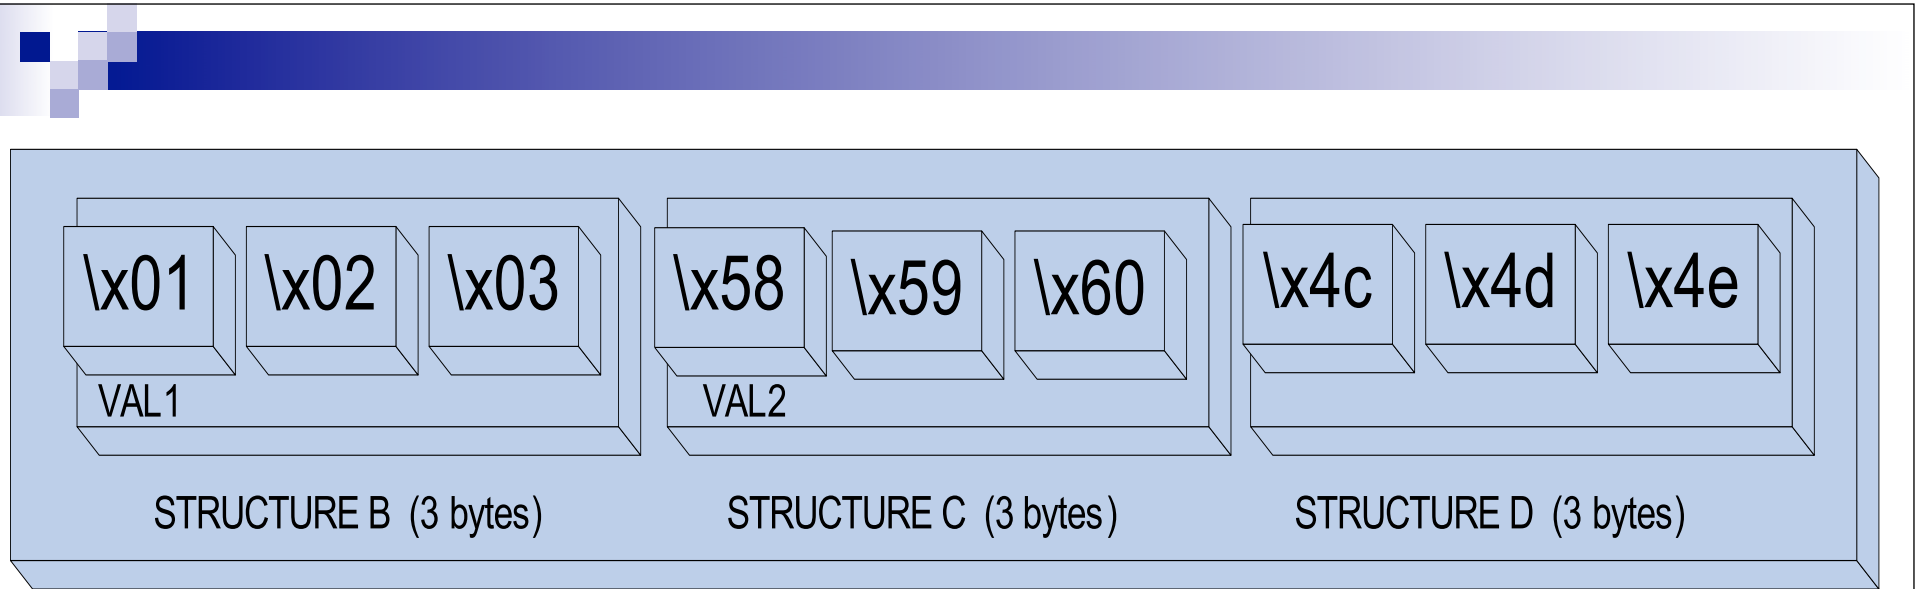 \x01 \x02 \x03 \x58 \x59 \x60 \x4c \x4d \x4e
VAL1 VAL2
STRUCTURE B (3 bytes) STRUCTURE C (3 bytes) STRUCTURE D (3 bytes)